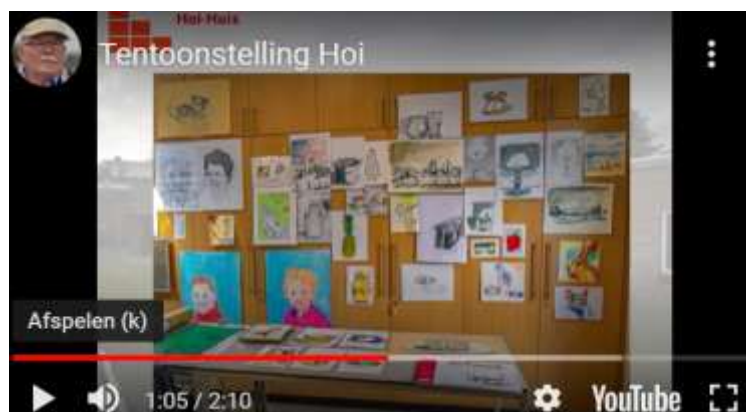 Hoi-Huis
Tentoonstelling Hoi
Afspelen (k)
1:05 / 2:10
YouTube